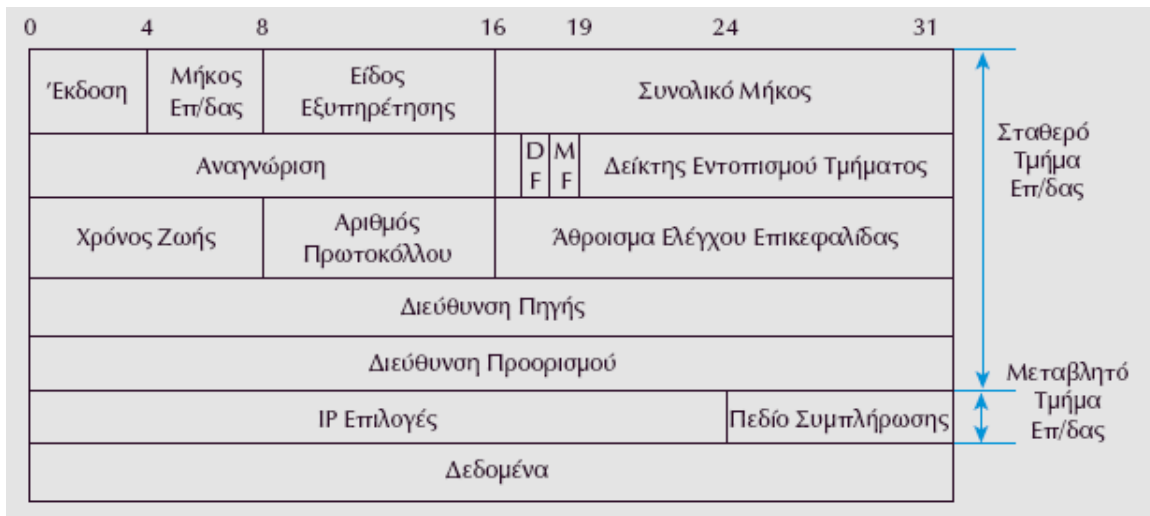 0 4 8 16 19 24 31
Έκδοση
Μήκος
Επ/δας
Είδος
Εξυπηρέτησης
Συνολικό Μήκος
Αναγνώριση
D
F
M
F
Δείκτης Εντοπισμού Τμήματος
Χρόνος Ζωής
Αριθμός
Πρωτοκόλλου
Άθροισμα Ελέγχου Επικεφαλίδας
Διεύθυνση Πηγής
Διεύθυνση Προορισμού
IP Επιλογές
Πεδίο Συμπλήρωσης
Δεδομένα
Σταθερό
Τμήμα
Επ/δας
Μεταβλητό
Τμήμα
Επ/δας